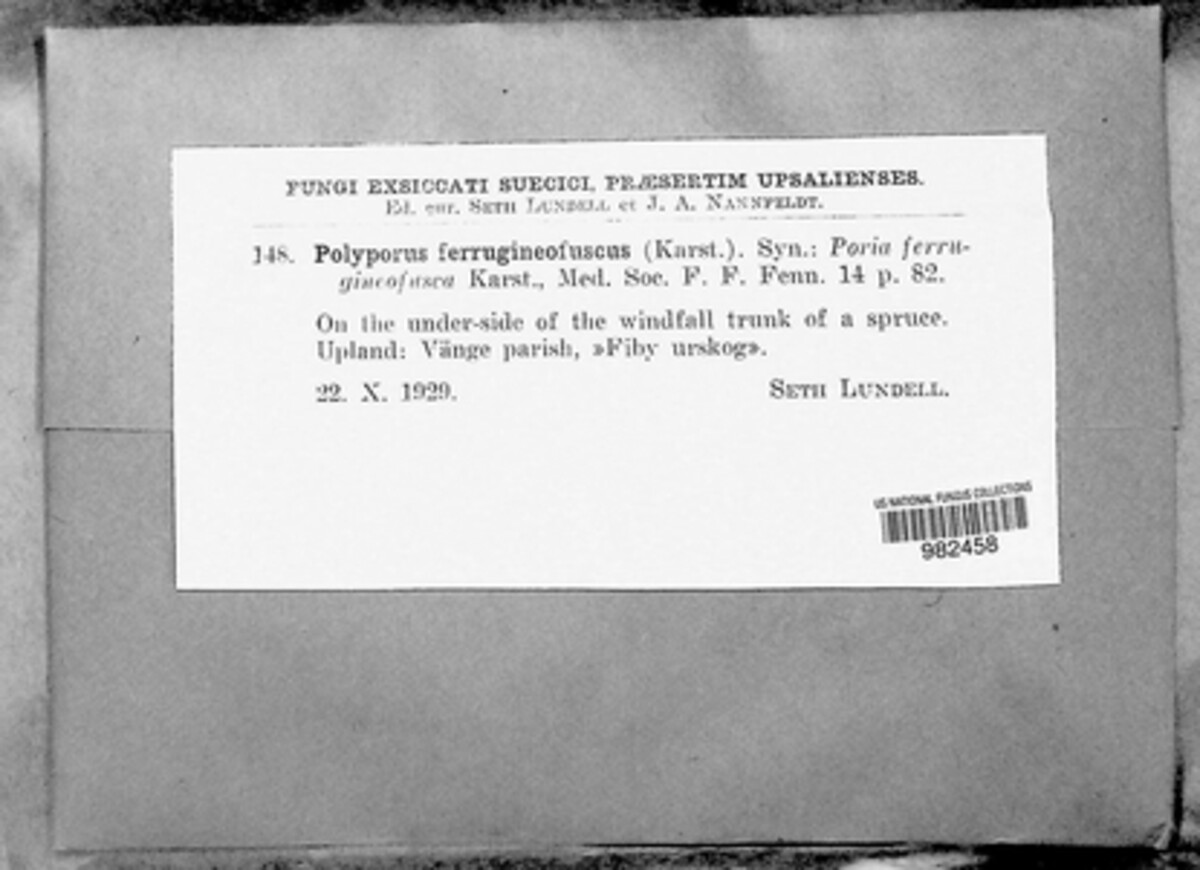 FUNGI EXSICCATI SUECICI, PRÆSERTIM UPSALIENSES.
Ed. cur. SETH LUNDELL et J. A. NANNFELDT.
148. Polyporus ferrugineofuscus (Karst.). Syn.: Poria ferru-
gineofusca Karst., Med. Soc. F. F. Fenn. 14 p. 82.
On the under-side of the windfall trunk of a spruce.
Upland: Vänge parish, »Fiby urskog».
22. X. 1929. SETH LUNDELL.
US NATIONAL FUNGUS COLLECTIONS
982458